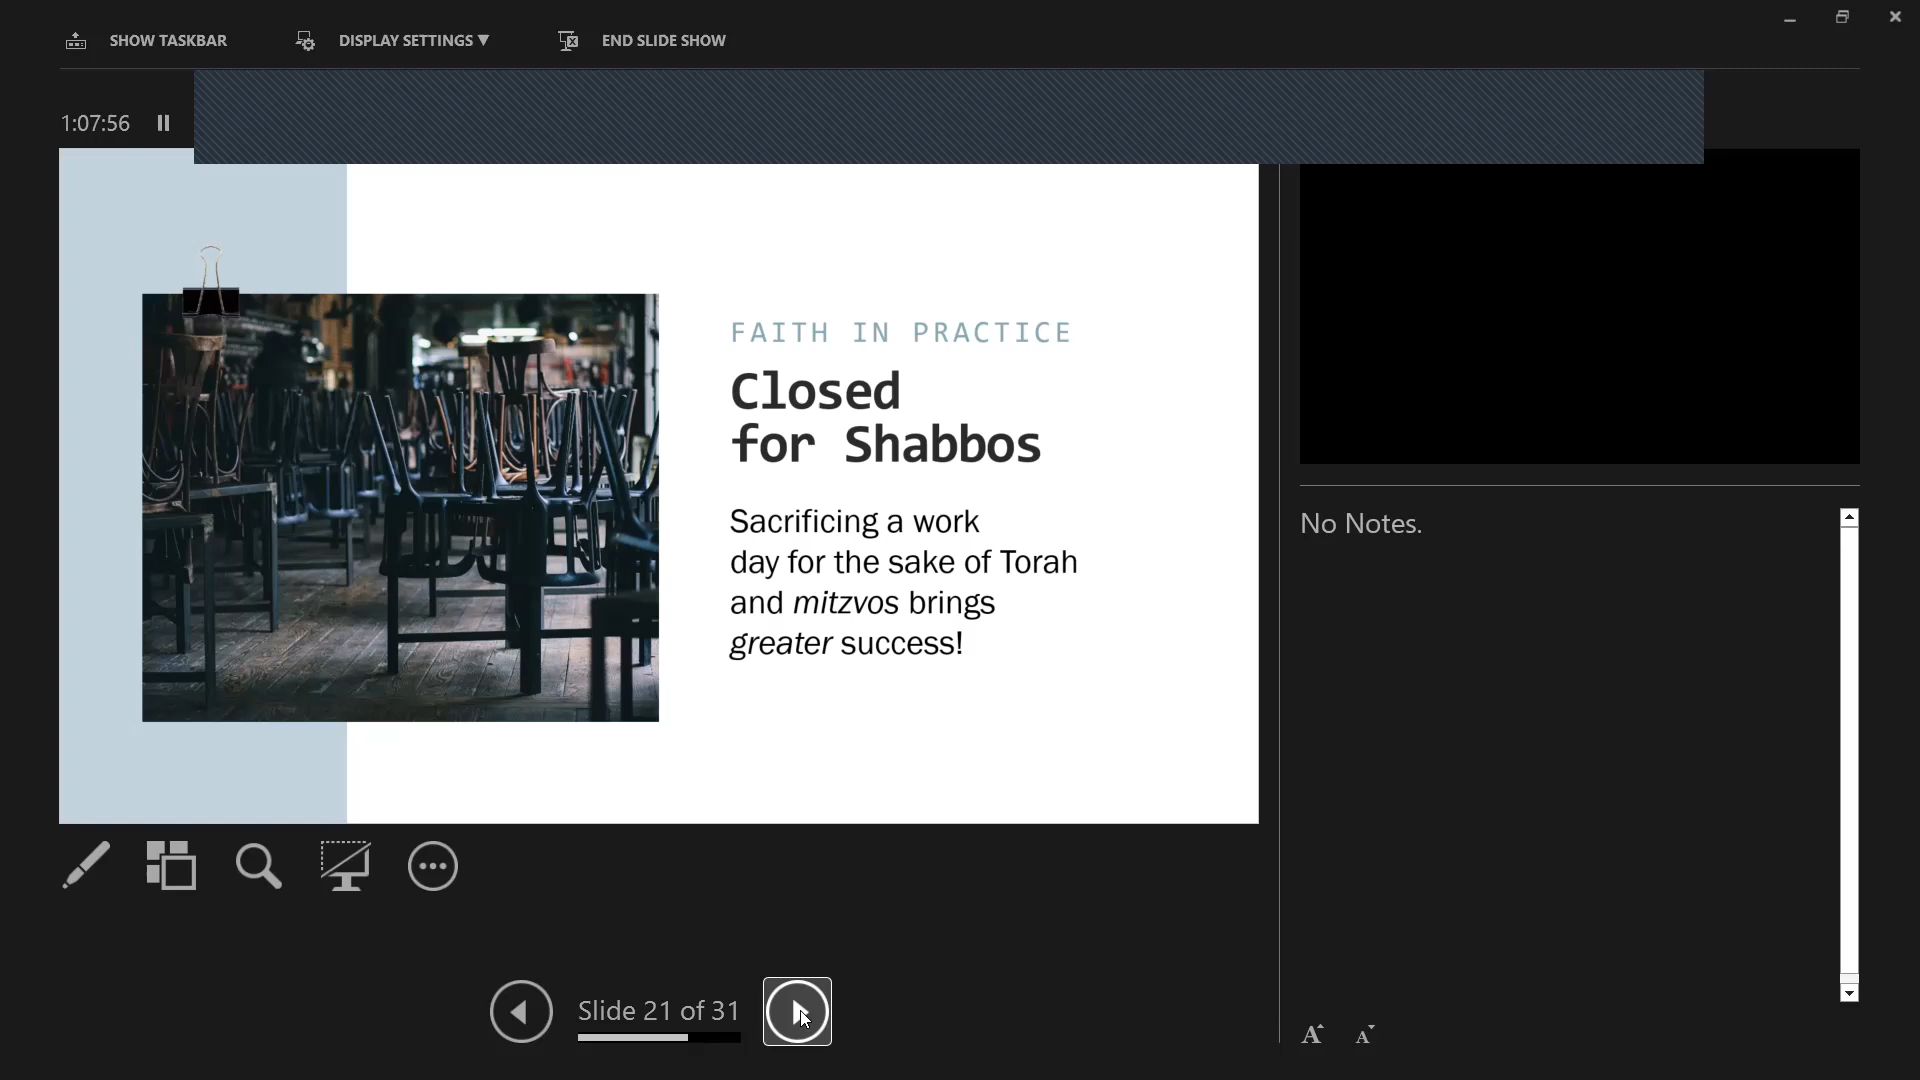 SHOW TASKBAR
DISPLAY SETTINGS ▼
END SLIDE SHOW
1:07:56
FAITH IN PRACTICE
Closed
for Shabbos
Sacrificing a work
day for the sake of Torah
and mitzvos brings
greater success!
No Notes.
Slide 21 of 31
A A